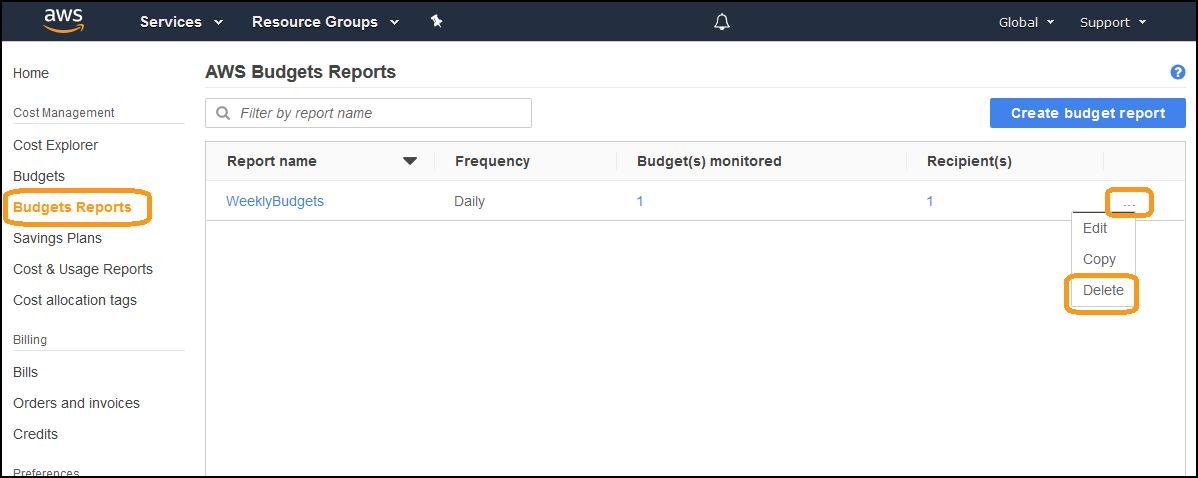 aws Services Resource Groups Global Support
Home
Cost Management
Cost Explorer
Budgets
Budgets Reports
Savings Plans
Cost & Usage Reports
Cost allocation tags
Billing
Bills
Orders and invoices
Credits
Preferences
AWS Budgets Reports ?
Filter by report name Create budget report
Report name Frequency Budget(s) monitored Recipient(s)
WeeklyBudgets Daily 1 1 ...
Edit
Copy
Delete